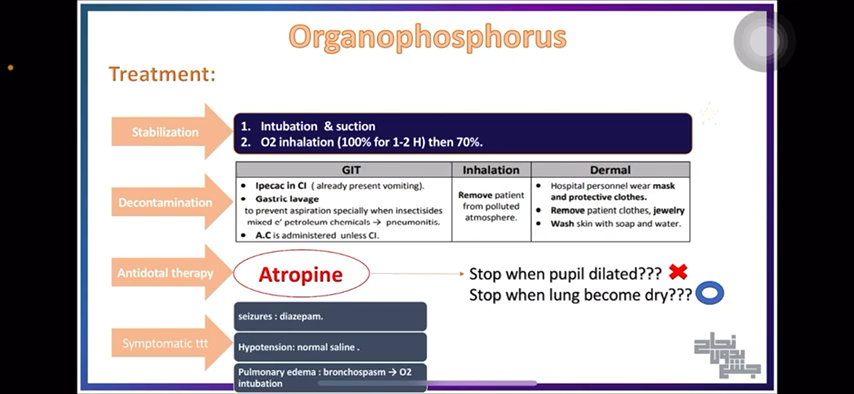 Organophosphorus
Treatment:
Stabilization
1. Intubation & suction
2. O2 inhalation (100% for 1-2 H) then 70%.
Decontamination
GIT
• Ipecac in CI ( already present vomiting).
• Gastric lavage
to prevent aspiration specially when insectisides
mixed e' petroleum chemicals → pneumonitis.
• A.C is administered unless CI.
Inhalation
Remove patient
from polluted
atmosphere.
Dermal
• Hospital personnel wear mask
and protective clothes.
• Remove patient clothes, jewelry
• Wash skin with soap and water.
Antidotal therapy
Atropine
Stop when pupil dilated???
Stop when lung become dry???
Symptomatic ttt
seizures : diazepam.
Hypotension: normal saline .
Pulmonary edema : bronchospasm → O2
intubation
نجاح
بدون
جشع